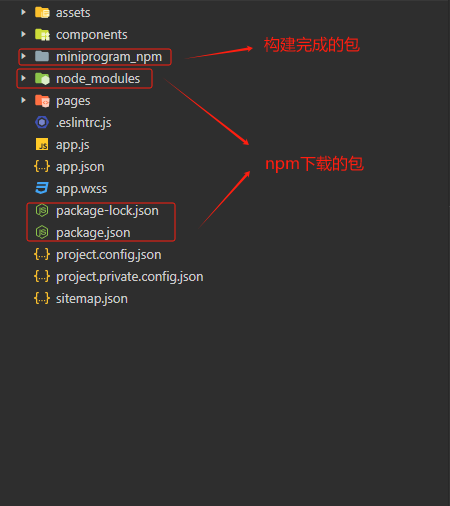 assets
components
构建完成的包
miniprogram_npm
node_modules
pages
.eslintrc.js
app.js
app.json
npm下载的包
app.wxss
package-lock.json
package.json
project.config.json
project.private.config.json
sitemap.json